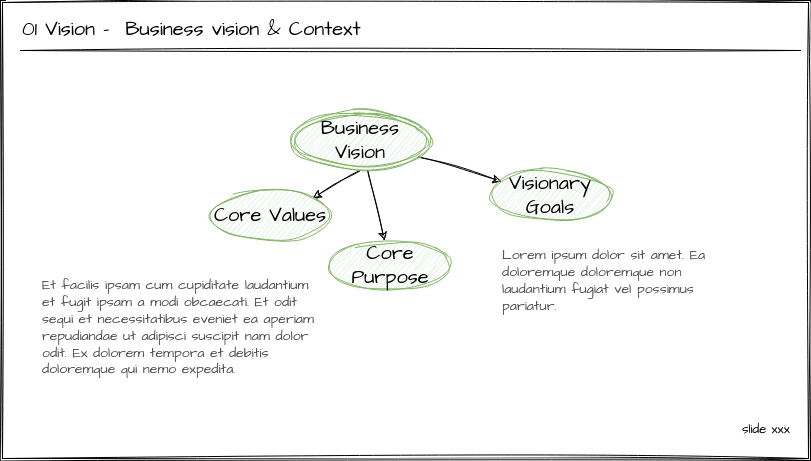 01 Vision - Business vision & Context
Business
Vision
Visionary
Goals
Core Values
Core
Purpose
Lorem ipsum dolor sit amet. Ea
doloremque doloremque non
laudantium fugiat vel possimus
pariatur.
Et facilis ipsam cum cupiditate laudantium
et fugit ipsam a modi obcaecati. Et odit
sequi et necessitatibus eveniet ea aperiam
repudiandae ut adipisci suscipit nam dolor
odit. Ex dolorem tempora et debitis
doloremque qui nemo expedita.
slide xxx